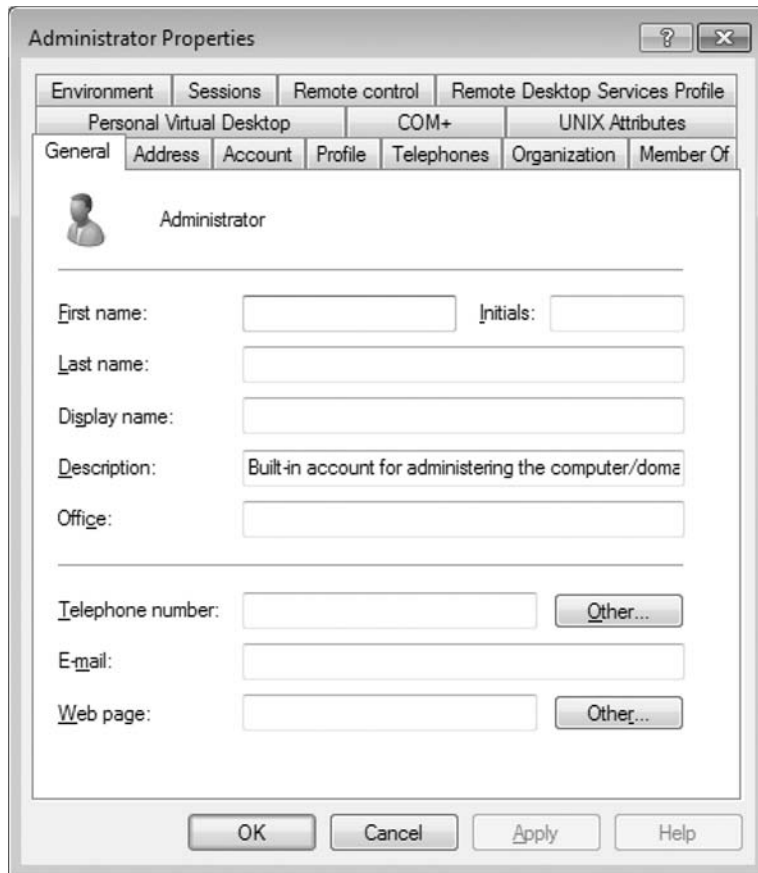 Administrator Properties
Environment Sessions Remote control Remote Desktop Services Profile
Personal Virtual Desktop COM+ UNIX Attributes
General Address Account Profile Telephones Organization Member Of
Administrator
First name: Initials:
Last name:
Display name:
Description: Built-in account for administering the computer/doma
Office:
Telephone number: Other...
E-mail:
Web page: Other...
OK Cancel Apply Help